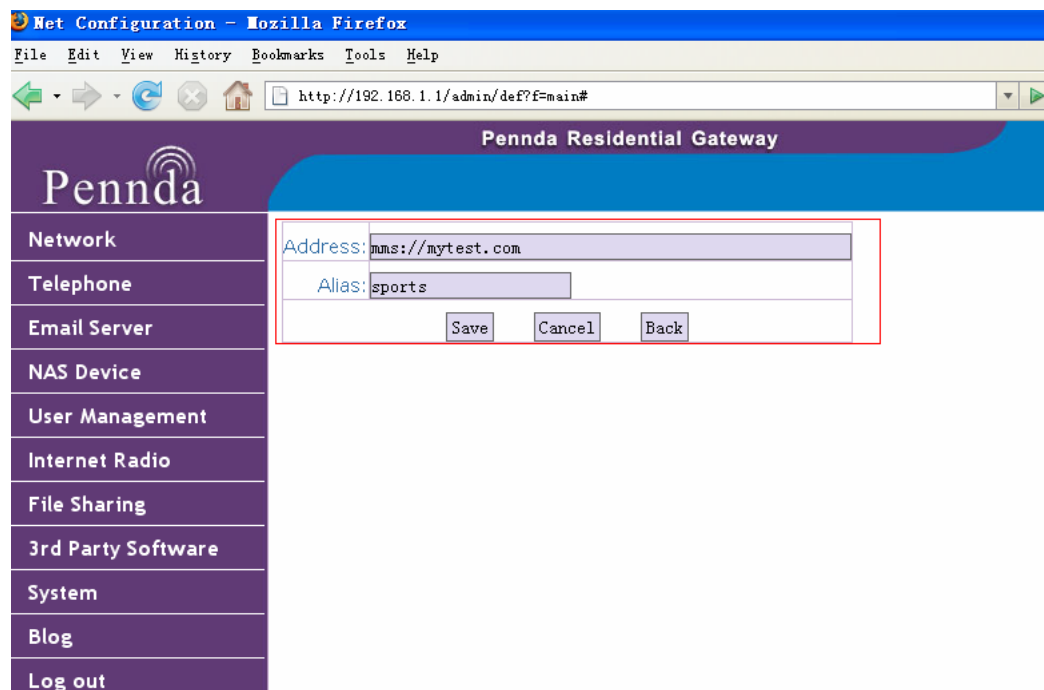 Net Configuration - Mozilla Firefox
File Edit View History Bookmarks Tools Help
http://192.168.1.1/admin/def?f=main#
Pennda Residential Gateway
Pennda
Network
Telephone
Email Server
NAS Device
User Management
Internet Radio
File Sharing
3rd Party Software
System
Blog
Log out
Address: mms://mytest.com
Alias: sports
Save Cancel Back